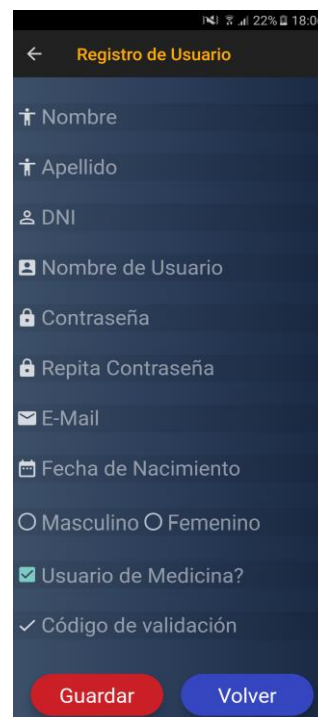 22% 18:0
Registro de Usuario
Nombre
Apellido
DNI
Nombre de Usuario
Contraseña
Repita Contraseña
E-Mail
Fecha de Nacimiento
Masculino Femenino
Usuario de Medicina?
Código de validación
Guardar Volver